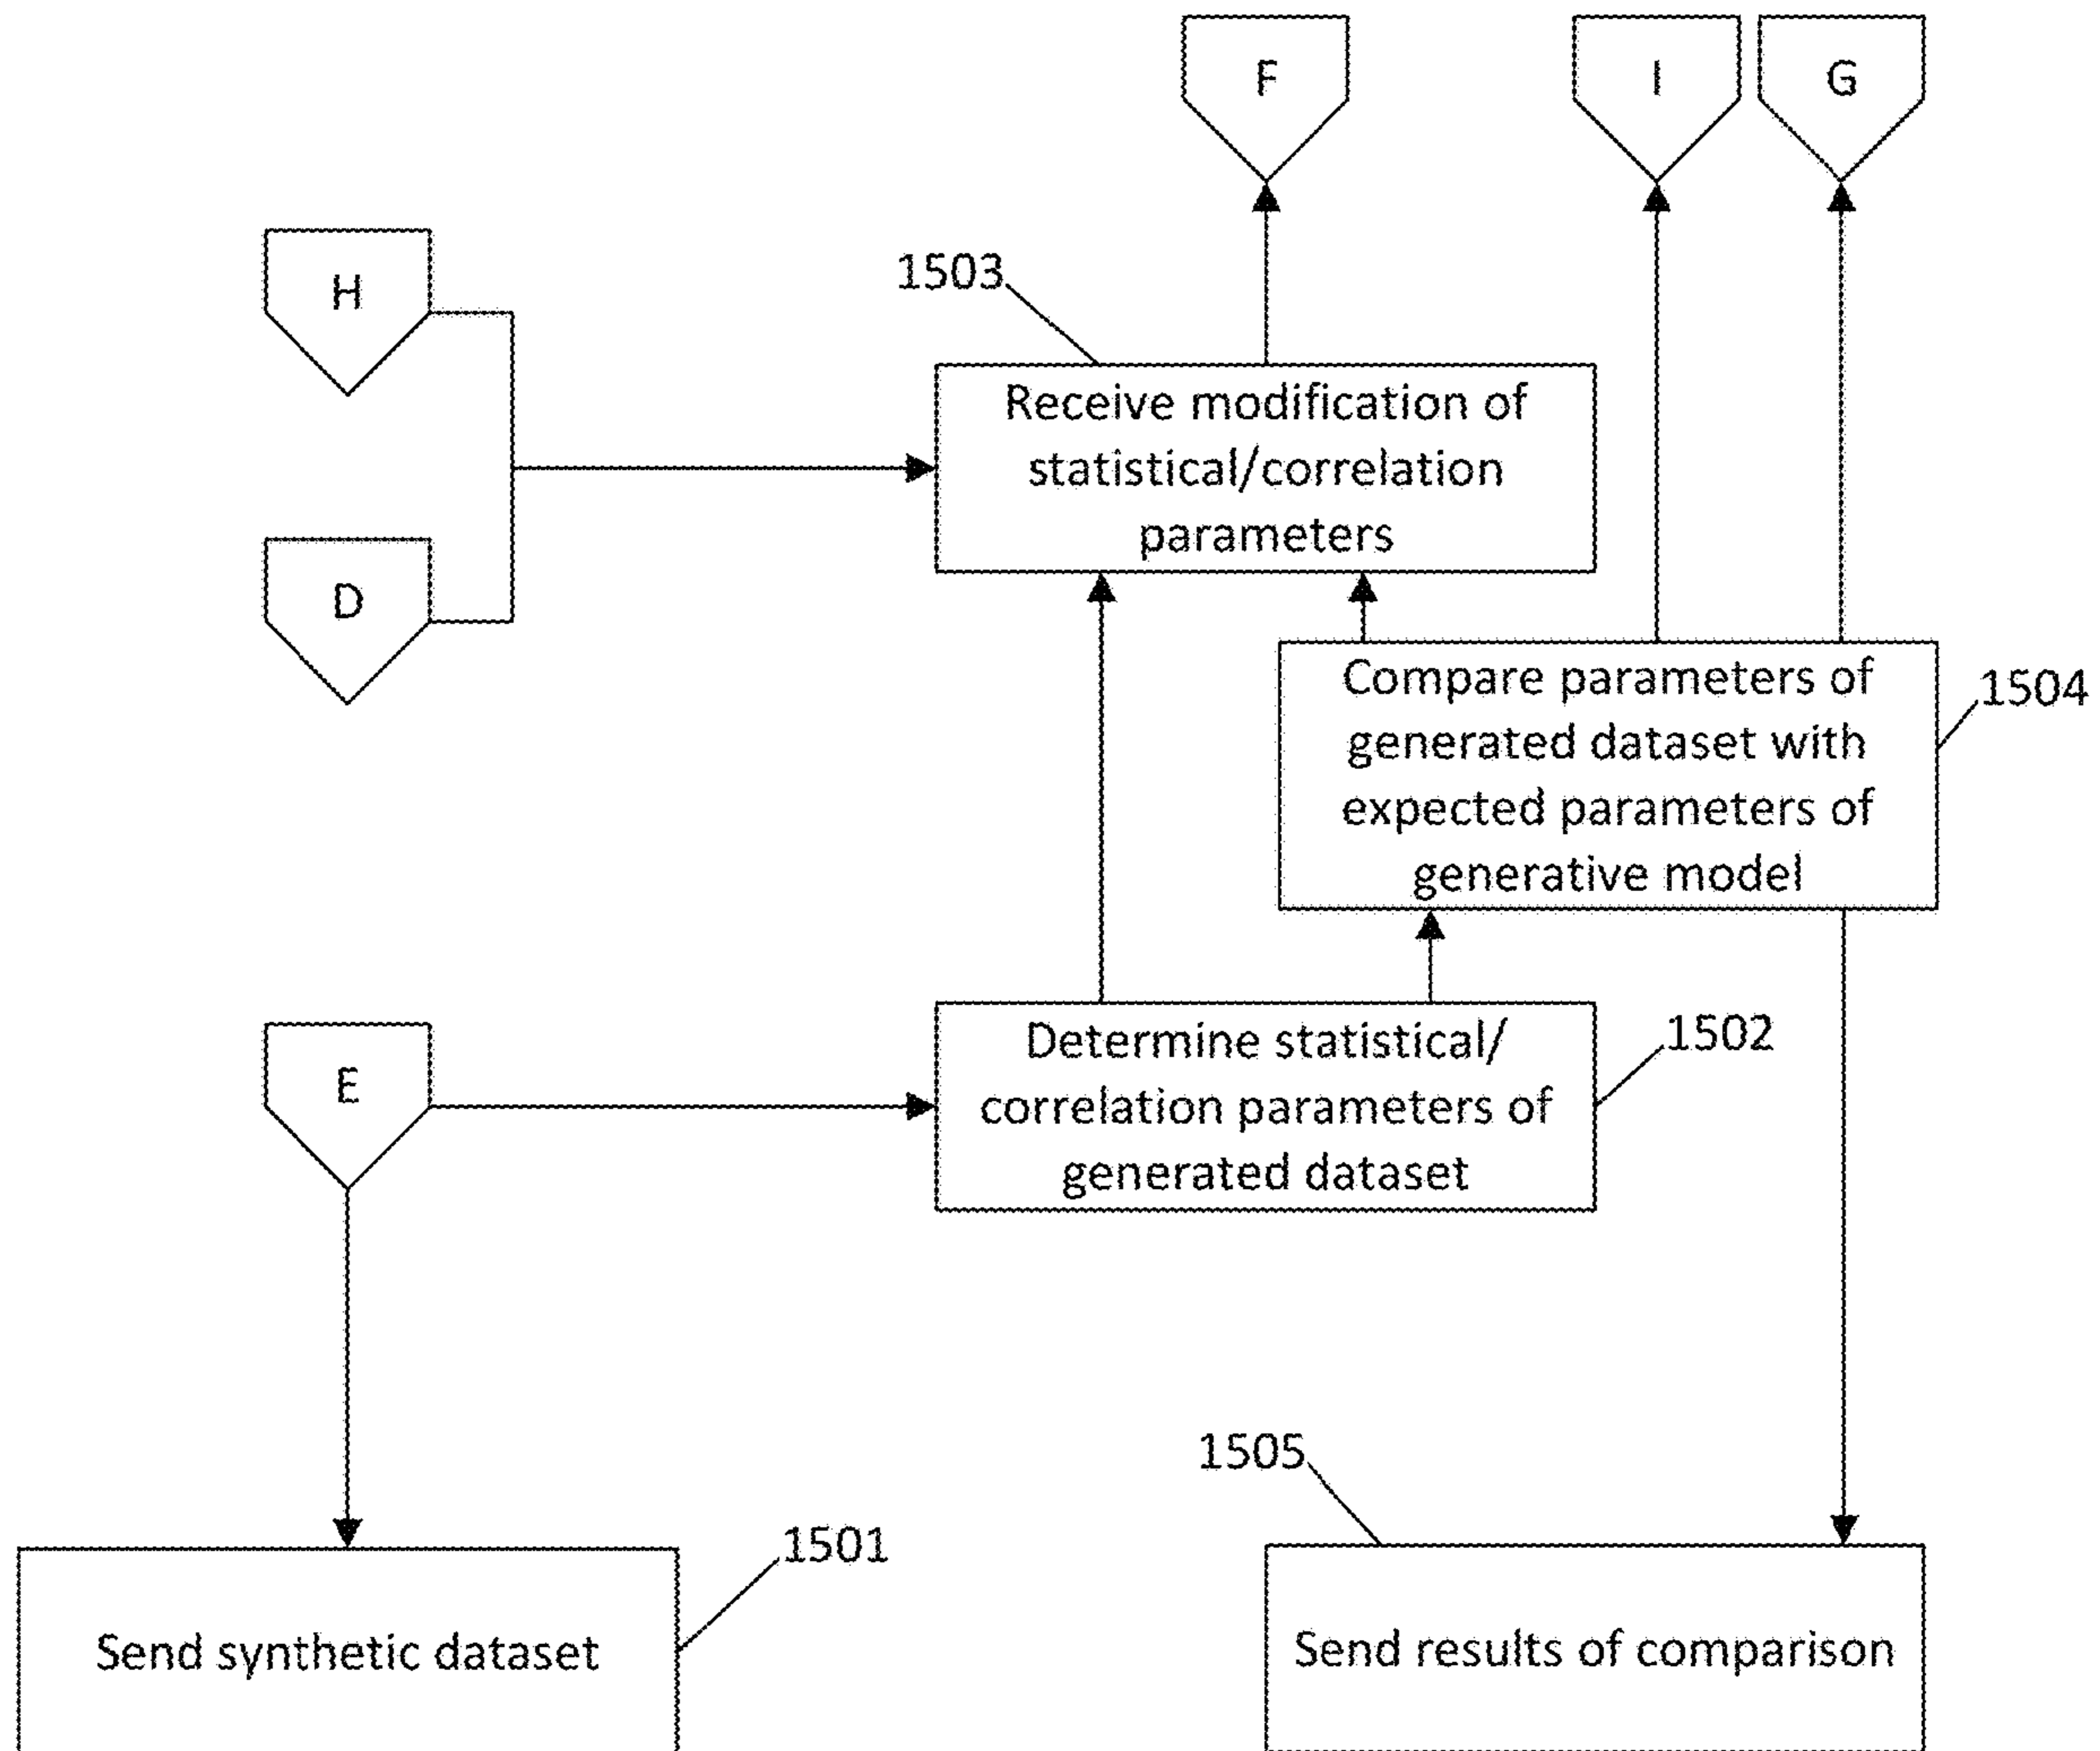 F
I
G
H
1503
Receive modification of
statistical/correlation
parameters
D
Compare parameters of
generated dataset with
expected parameters of
generative model
1504
E
Determine statistical/
correlation parameters of
generated dataset
1502
1505
1501
Send synthetic dataset
Send results of comparison